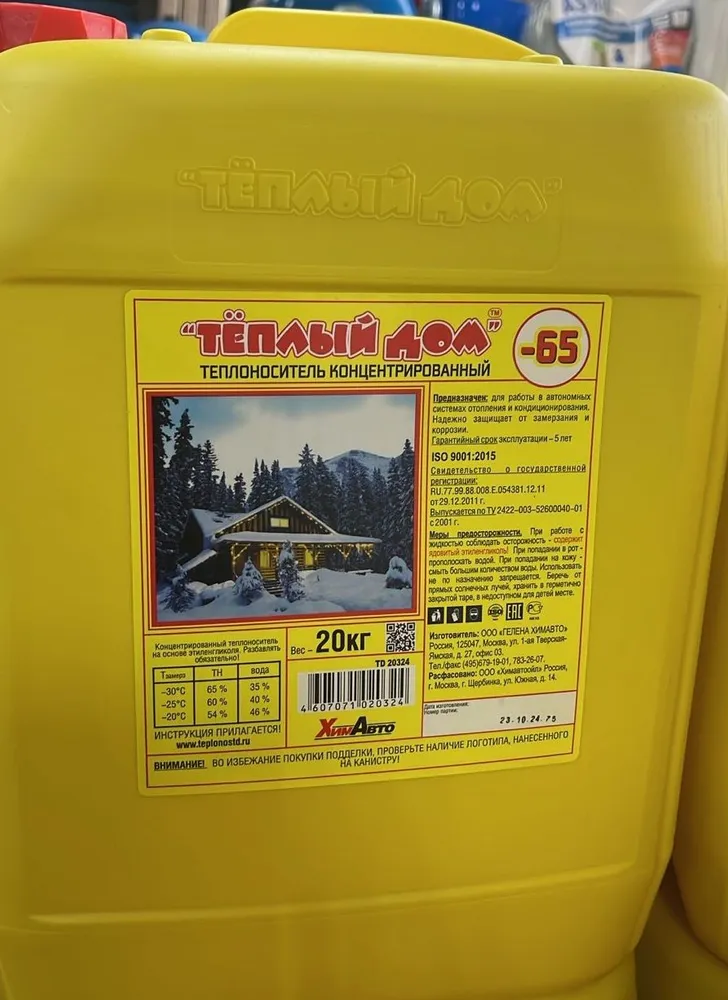 "ТЁПЛЫЙ ДОМ"
"ТЁПЛЫЙ ДОМ"™
-65
ТЕПЛОНОСИТЕЛЬ КОНЦЕНТРИРОВАННЫЙ
Предназначен: для работы в автономных
системах отопления и кондиционирования.
Надежно защищает от замерзания и
коррозии.
Гарантийный срок эксплуатации – 5 лет
ISO 9001:2015
Свидетельство о государственной
регистрации:
RU.77.99.88.008.Е.054381.12.11
от 29.12.2011 г.
Выпускается по ТУ 2422-003-52600040-01
с 2001 г.
Меры предосторожности. При работе с
жидкостью соблюдать осторожность - содержит
ядовитый этиленгликоль! При попадании в рот -
прополоскать водой. При попадании на кожу -
смыть большим количеством воды. Использовать
не по назначению запрещается. Беречь от
прямых солнечных лучей, хранить в герметично
закрытой таре, в недоступном для детей месте.
EAC
Изготовитель: ООО «ГЕЛЕНА ХИМАВТО»
Россия, 125047, Москва, ул. 1-ая Тверская-
Ямская, д. 27, офис 03.
Тел./факс (495)679-19-01, 783-26-07.
Расфасовано: ООО «Химавтоойл» Россия,
г. Москва, г. Щербинка, ул. Южная, д. 14.
Дата изготовления:
Номер партии:
23.10.24.
Концентрированный теплоноситель
на основе этиленгликоля. Разбавлять
обязательно!
Тзамерз ТН вода
–30°С 65 % 35 %
–25°С 60 % 40 %
–20°С 54 % 46 %
ИНСТРУКЦИЯ ПРИЛАГАЕТСЯ!
www.teplonostd.ru
Вес – 20КГ
TD 20324
4 607071 020324
ХИМАВТО
ВНИМАНИЕ! ВО ИЗБЕЖАНИЕ ПОКУПКИ ПОДДЕЛКИ, ПРОВЕРЬТЕ НАЛИЧИЕ ЛОГОТИПА, НАНЕСЕННОГО
НА КАНИСТРУ!